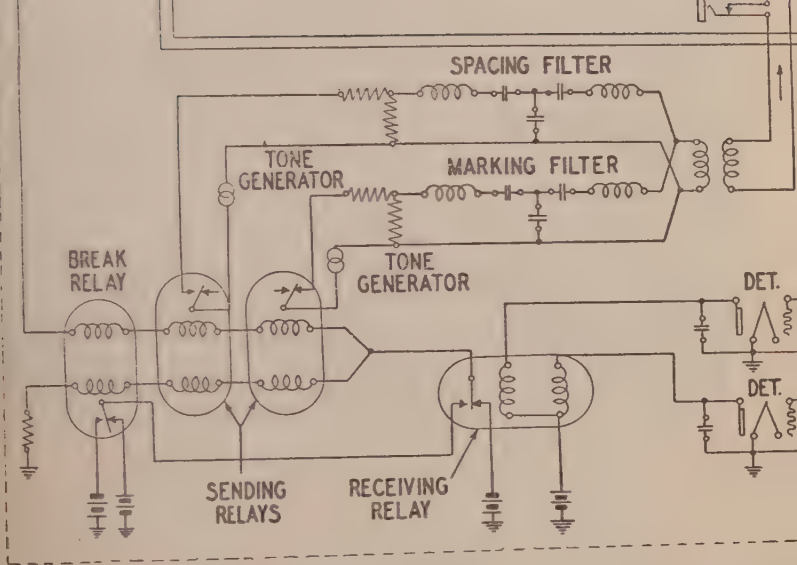 SPACING FILTER
TONE
GENERATOR
MARKING FILTER
BREAK
RELAY
TONE
GENERATOR
DET.
DET.
SENDING
RELAYS
RECEIVING
RELAY